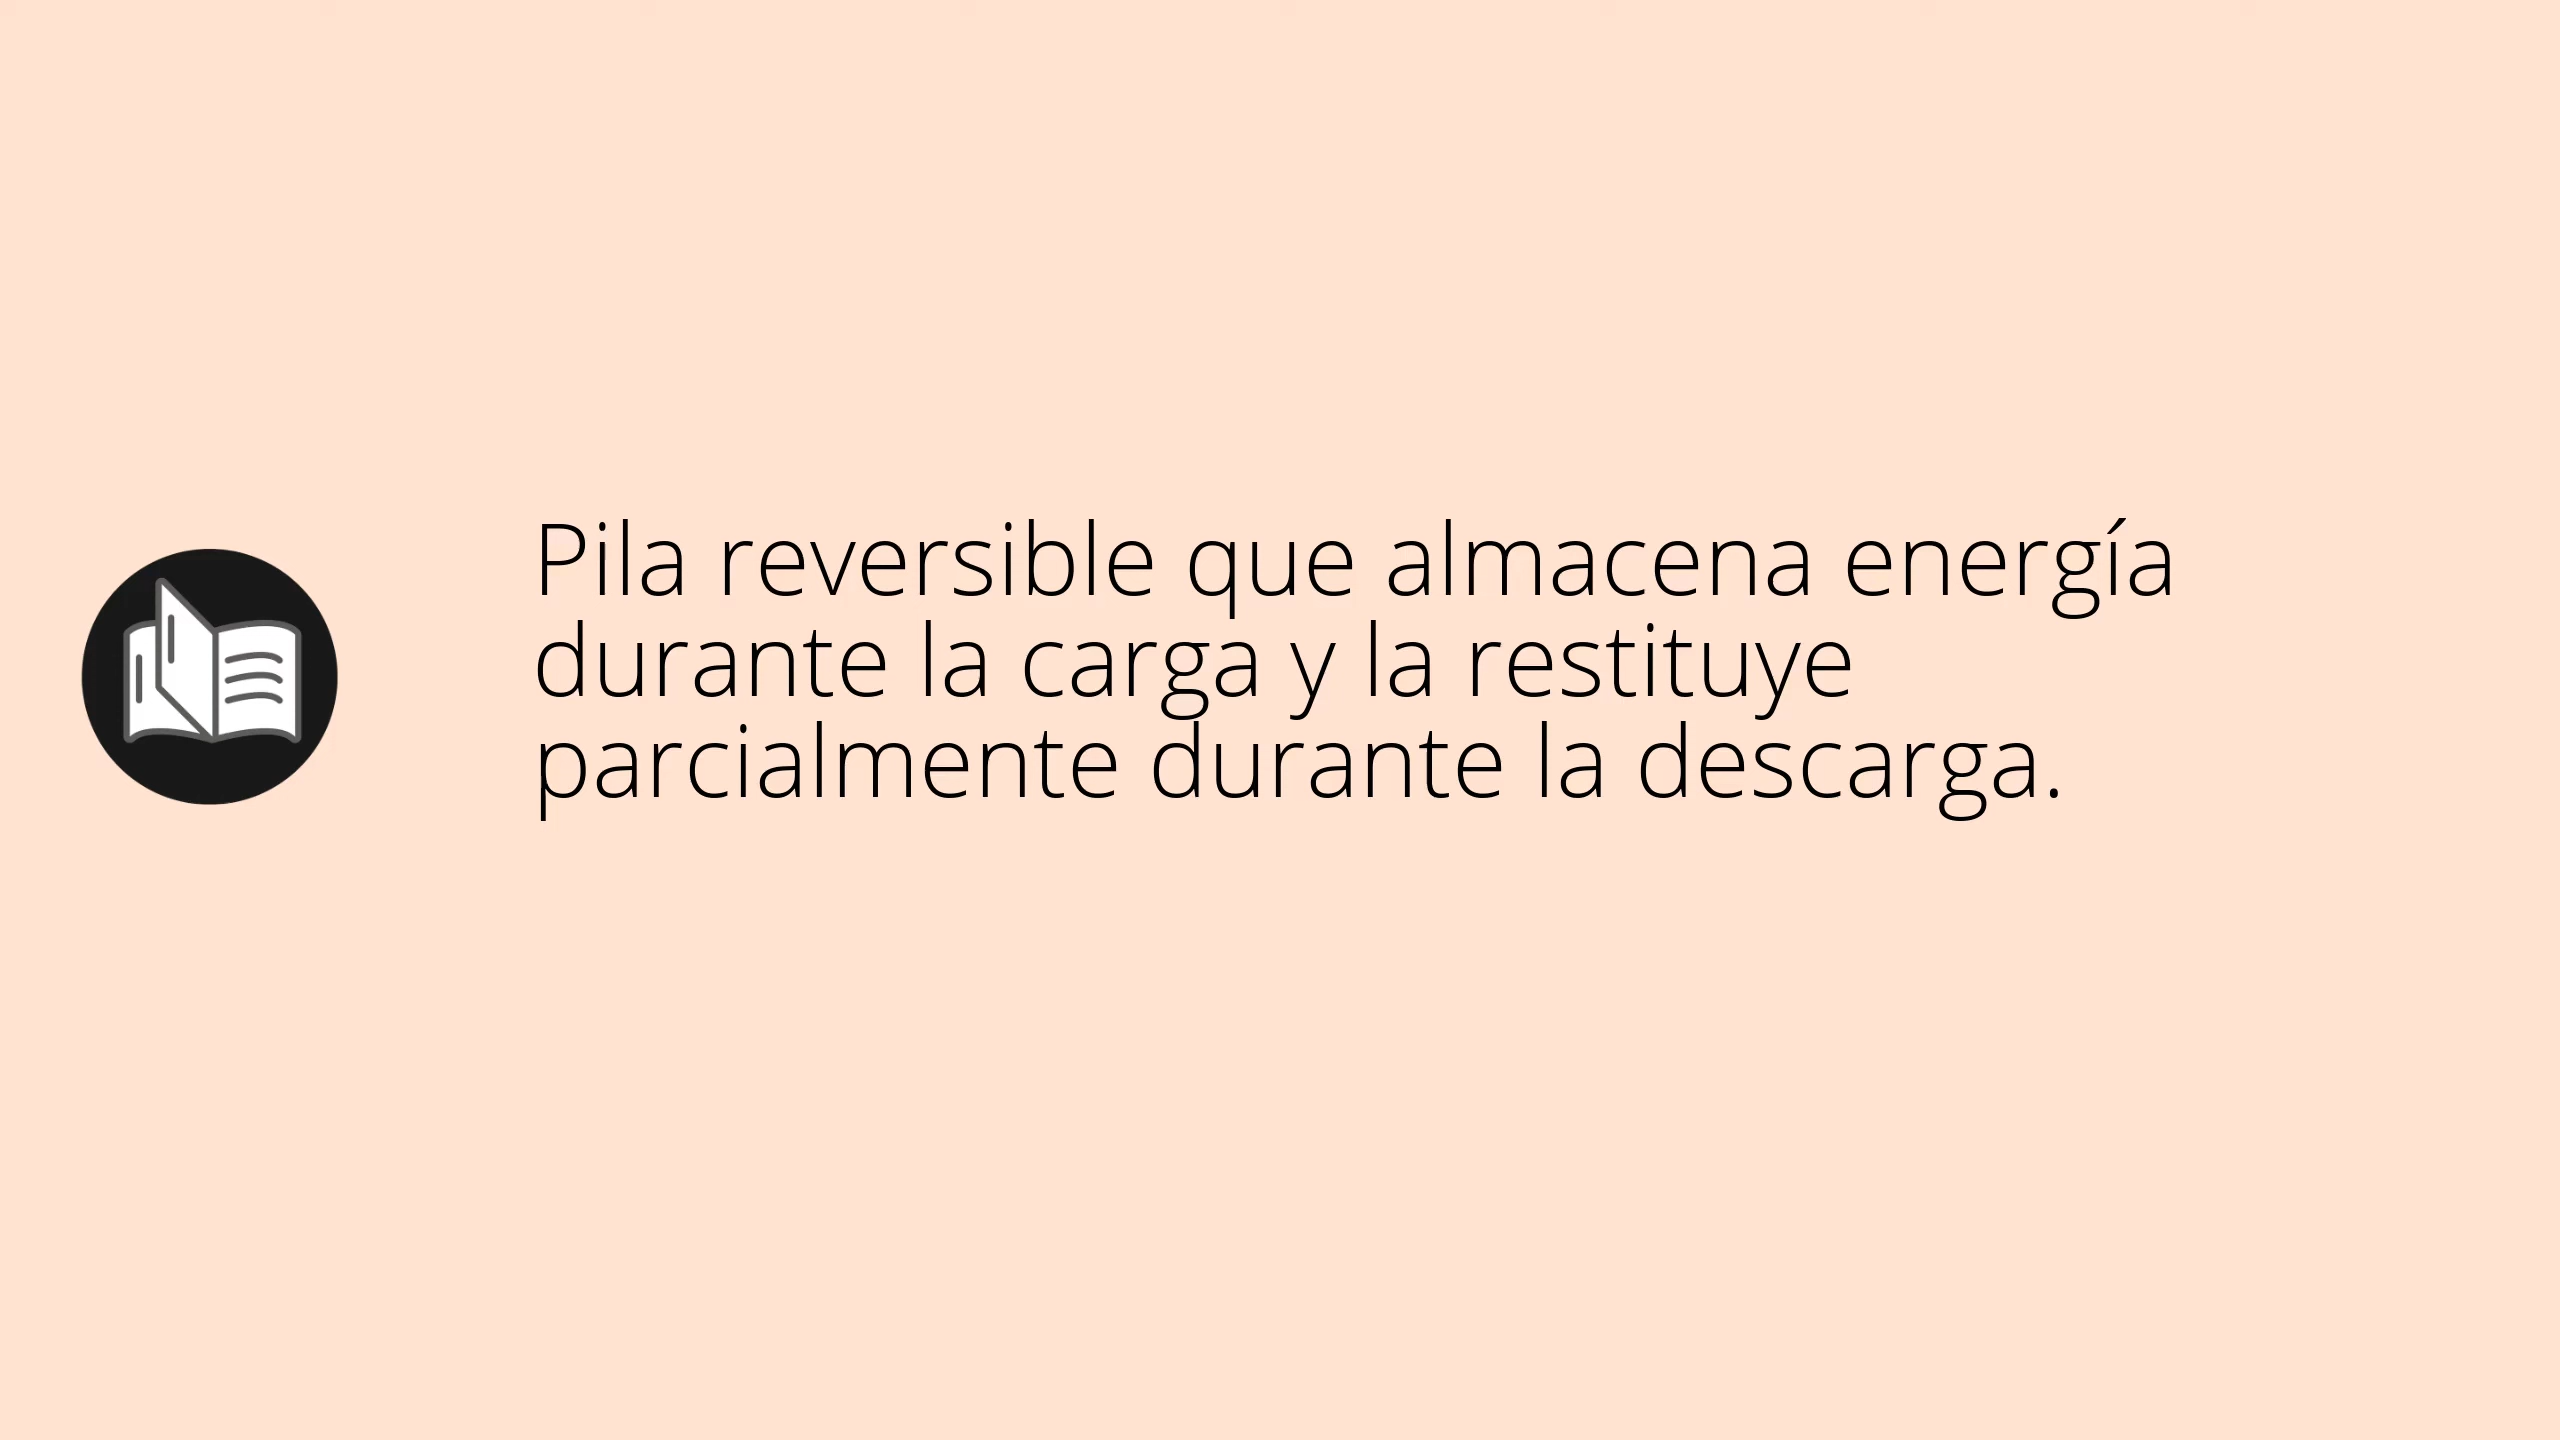 Pila reversible que almacena energía
durante la carga y la restituye
parcialmente durante la descarga.